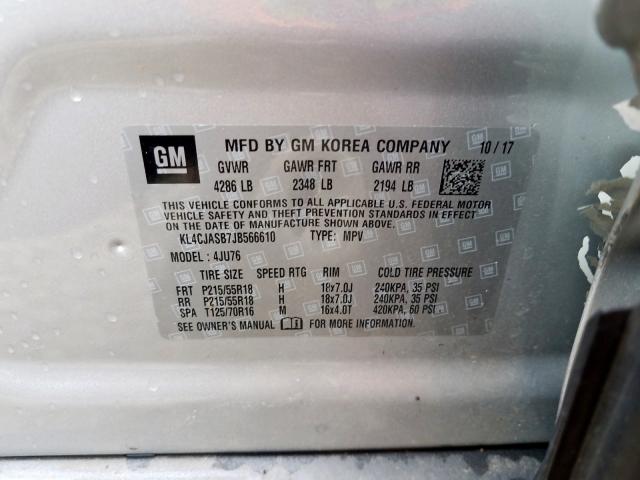 GM MFD BY GM KOREA COMPANY 10/17
GVWR GAWR FRT GAWR RR
4286 LB 2348 LB 2194 LB
THIS VEHICLE CONFORMS TO ALL APPLICABLE U.S. FEDERAL MOTOR
VEHICLE SAFETY AND THEFT PREVENTION STANDARDS IN EFFECT
ON THE DATE OF MANUFACTURE SHOWN ABOVE.
KL4CJASB7JB566610 TYPE: MPV
MODEL: 4JU76
TIRE SIZE SPEED RTG RIM COLD TIRE PRESSURE
FRT P215/55R18 H 18x7.0J 240KPA, 35 PSI
RR P215/55R18 H 18x7.0J 240KPA, 35 PSI
SPA T125/70R16 M 16x4.0T 420KPA, 60 PSI
SEE OWNER'S MANUAL FOR MORE INFORMATION.